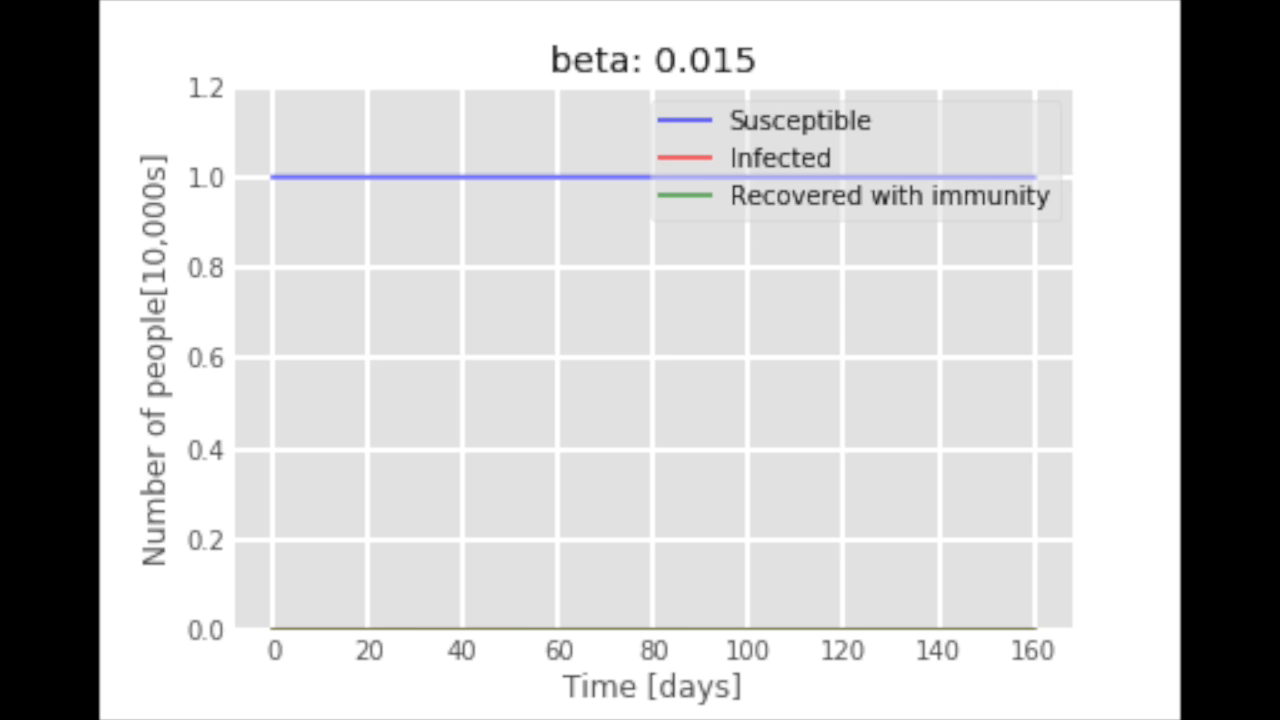 beta: 0.015
1.2
1.0
0.8
0.6
0.4
0.2
0.0
Number of people[10,000s]
Susceptible
Infected
Recovered with immunity
0 20 40 60 80 100 120 140 160
Time [days]